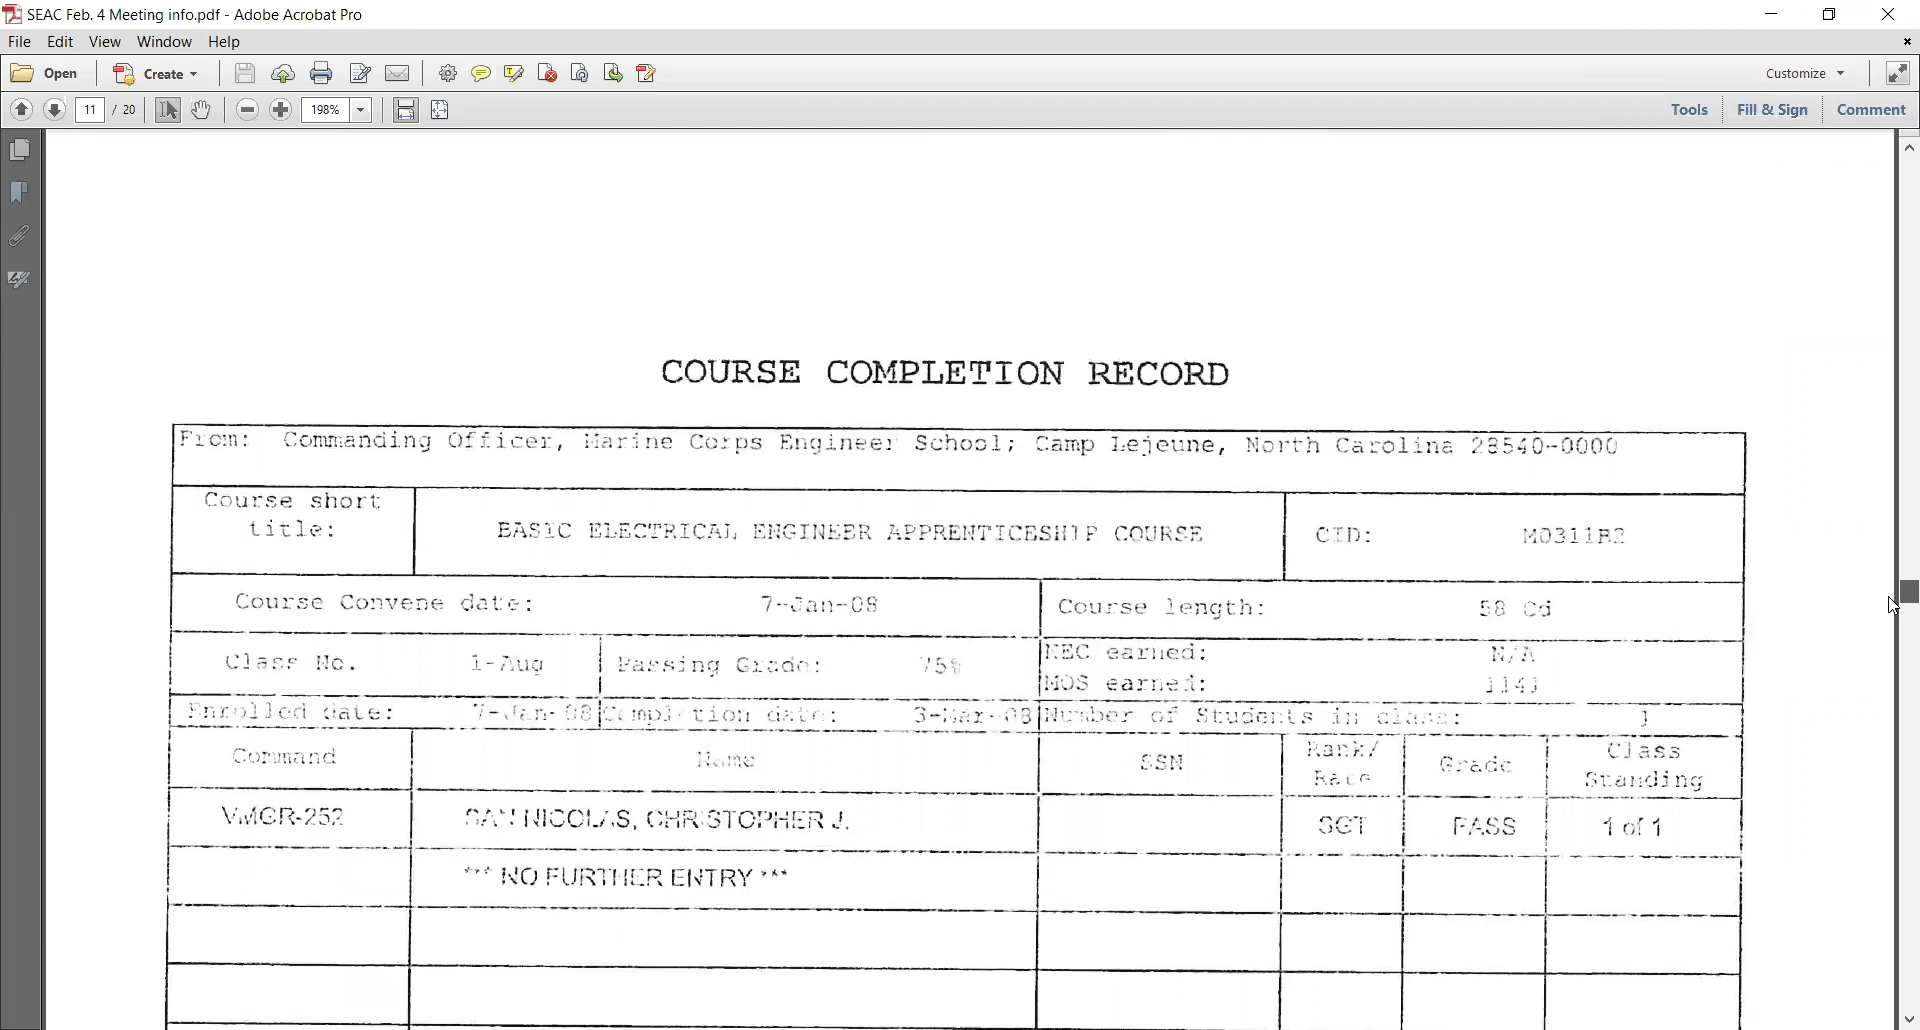 SEAC Feb. 4 Meeting info.pdf - Adobe Acrobat Pro
File Edit View Window Help
Open Create Customize
11 / 20 198% Tools Fill & Sign Comment
COURSE COMPLETION RECORD
From: Commanding Officer, Marine Corps Engineer School; Camp Lejeune, North Carolina 28540-0000
Course short title: BASIC ELECTRICAL ENGINEER APPRENTICESHIP COURSE CID: M0311B2
Course Convene date: 7-Jan-08 Course length: 58 Cd
Class No. 1-Aug Passing Grade: 75% NEC earned: N/A
MOS earned: 1141
Enrolled date: 7-Jan-08 Completion date: 3-Mar-08 Number of Students in class: 1
Command Name SSN Rank/Rate Grade Class Standing
VMGR-252 SAN NICOLAS, CHRISTOPHER J. SGT PASS 1 of 1
*** NO FURTHER ENTRY ***